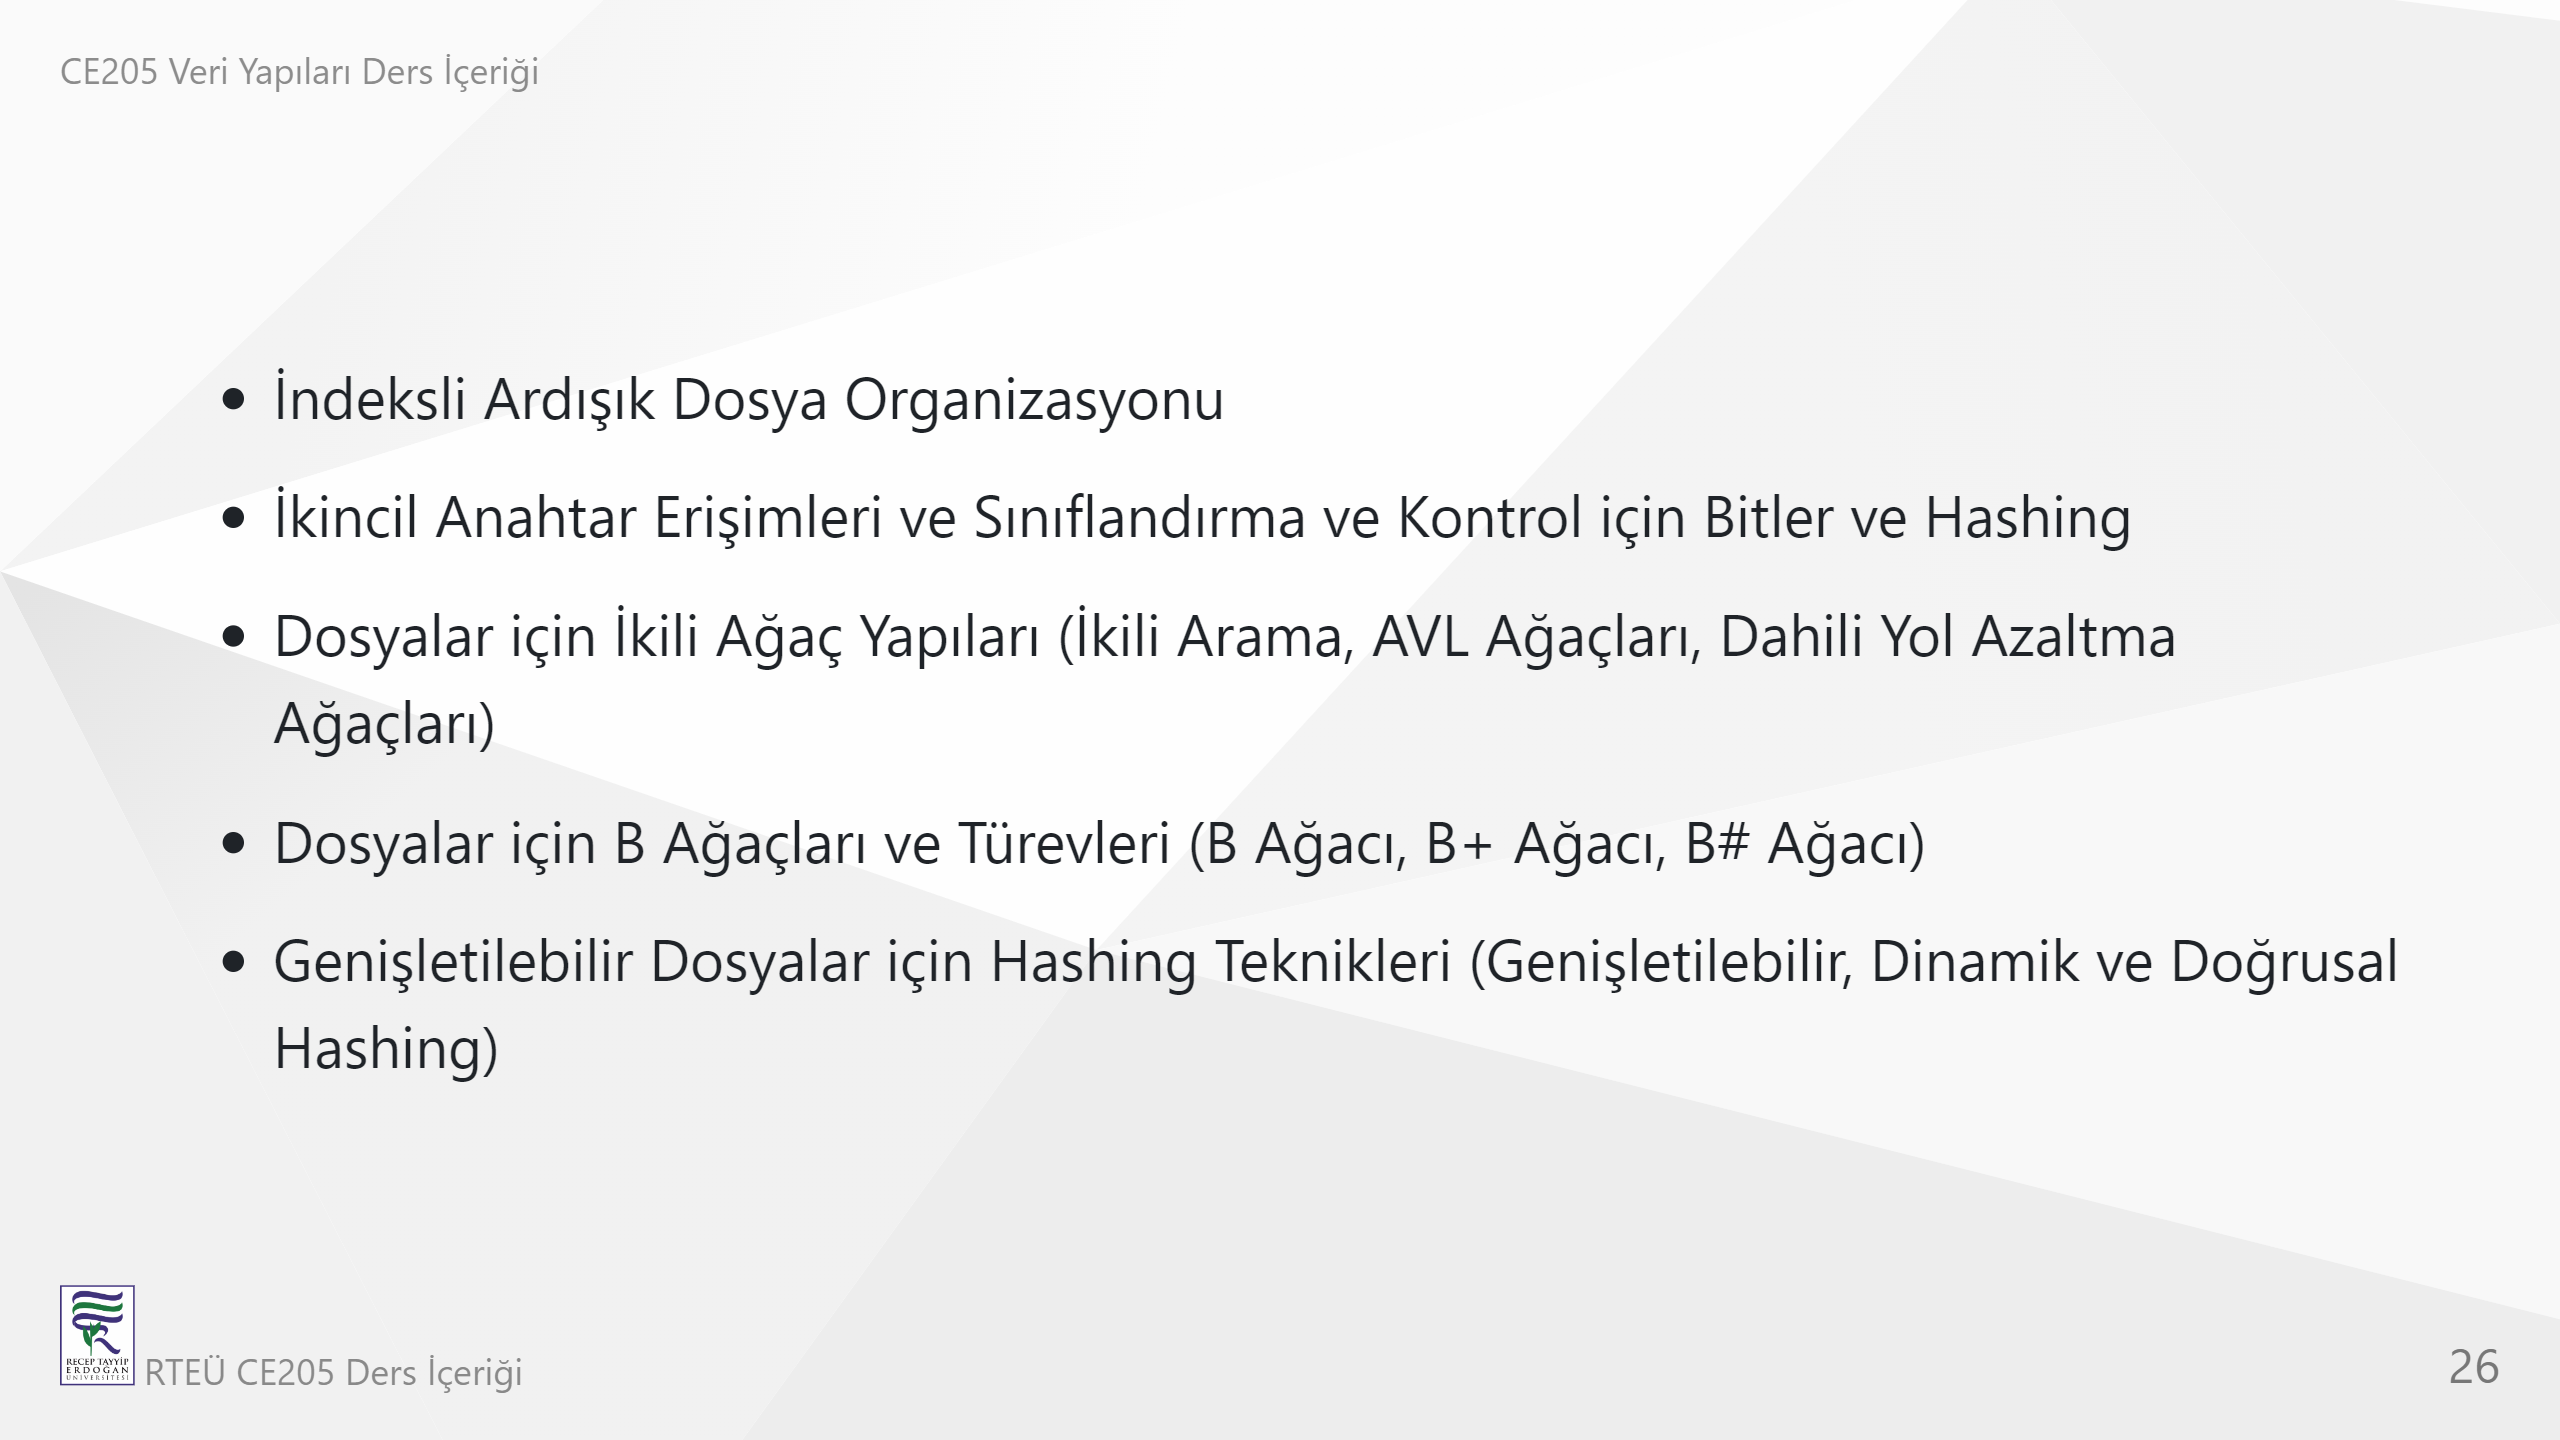 CE205 Veri Yapıları Ders İçeriği
• İndeksli Ardışık Dosya Organizasyonu
• İkincil Anahtar Erişimleri ve Sınıflandırma ve Kontrol için Bitler ve Hashing
• Dosyalar için İkili Ağaç Yapıları (İkili Arama, AVL Ağaçları, Dahili Yol Azaltma
Ağaçları)
• Dosyalar için B Ağaçları ve Türevleri (B Ağacı, B+ Ağacı, B# Ağacı)
• Genişletilebilir Dosyalar için Hashing Teknikleri (Genişletilebilir, Dinamik ve Doğrusal
Hashing)
RECEP TAYYİP
ERDOĞAN
ÜNİVERSİTESİ
RTEÜ CE205 Ders İçeriği
26